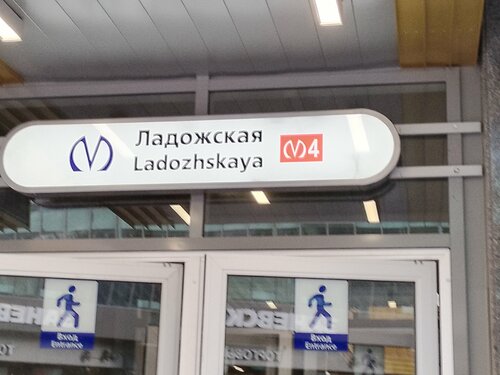 Ладожская
Ladozhskaya
4
Вход
Entrance
Вход
Entrance